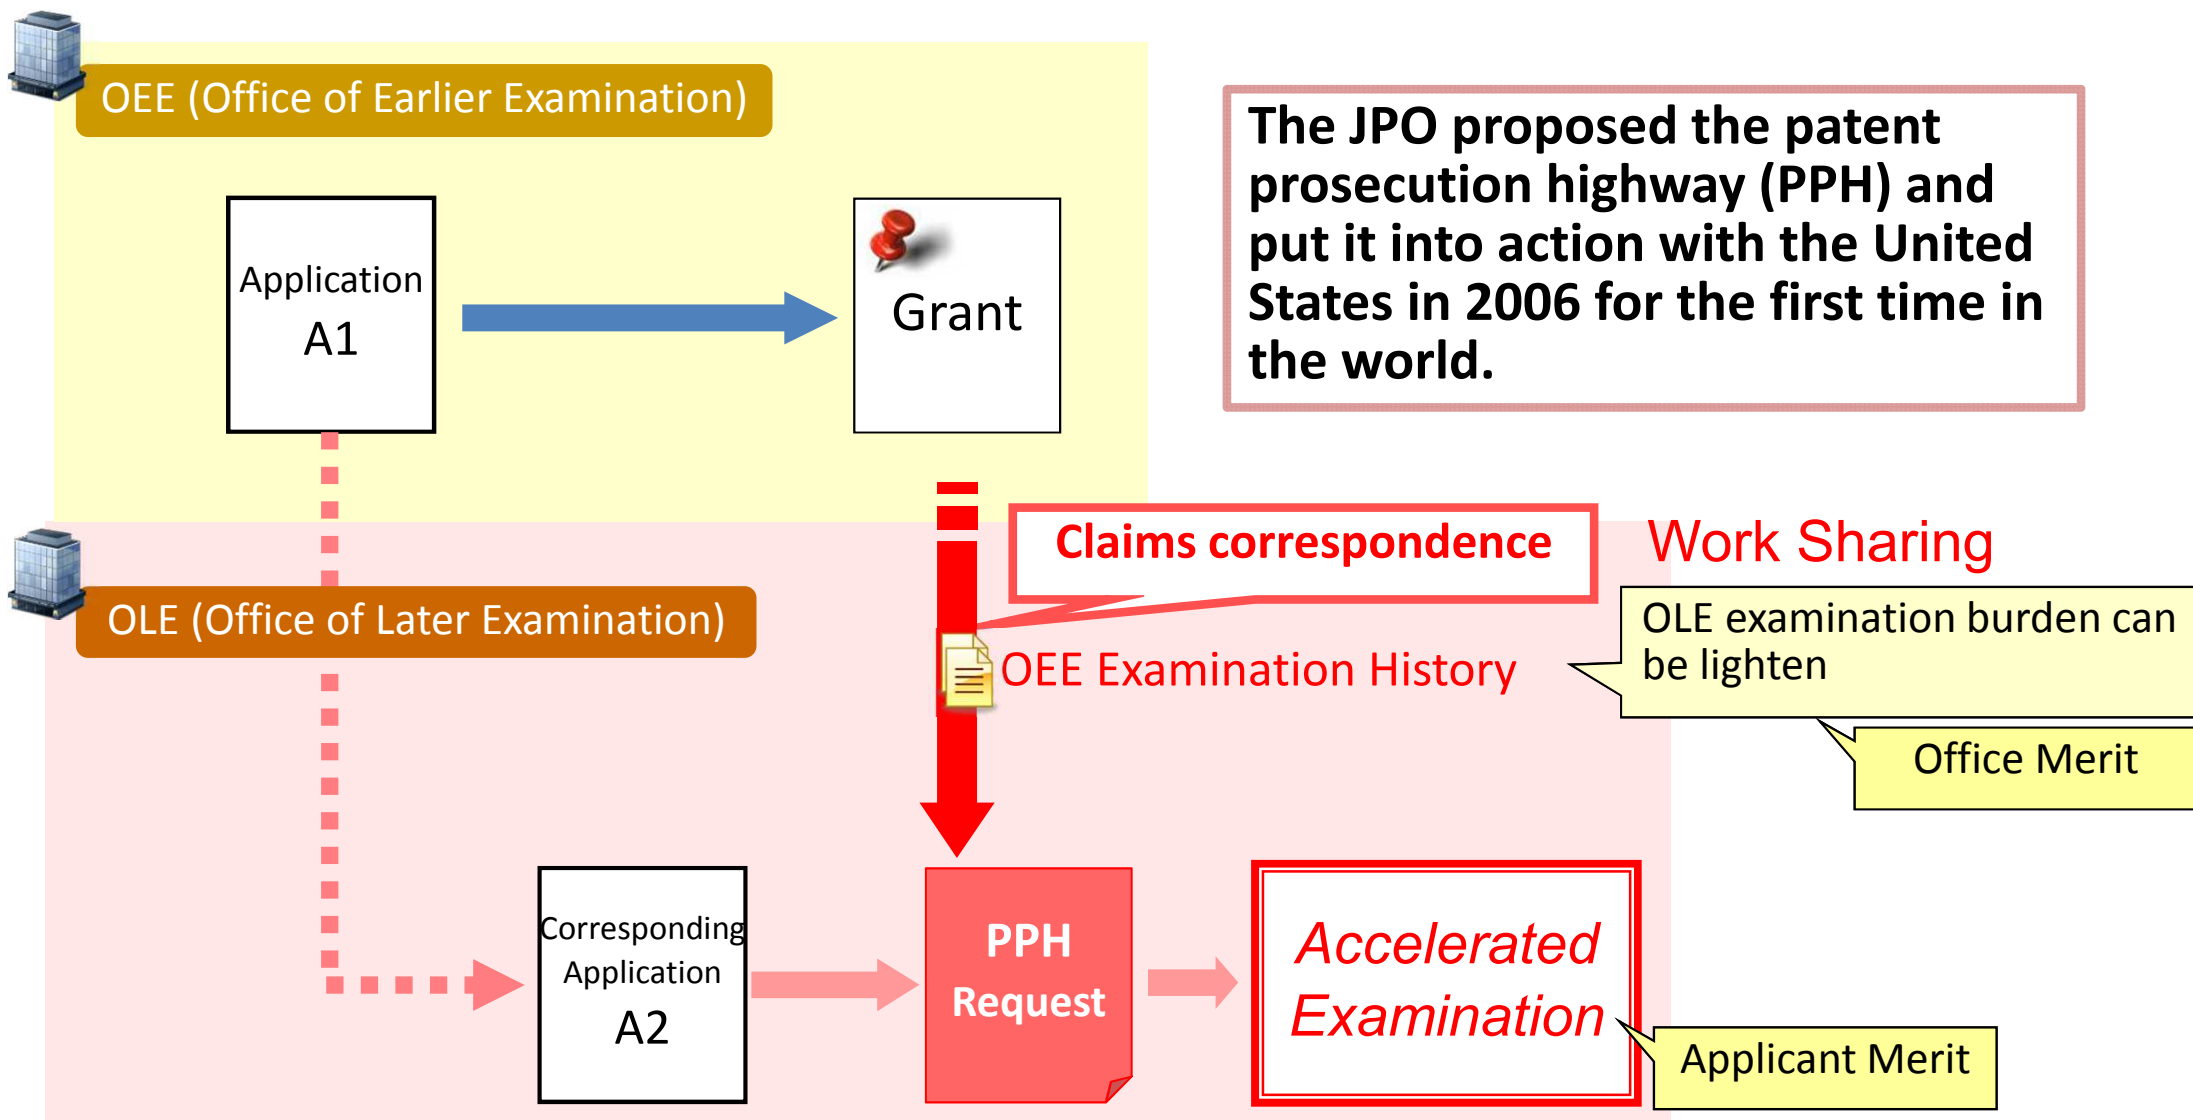 OEE (Office of Earlier Examination)
The JPO proposed the patent
prosecution highway (PPH) and
put it into action with the United
States in 2006 for the first time in
the world.
Application
A1
Grant
Claims correspondence
Work Sharing
OLE (Office of Later Examination)
OEE Examination History
OLE examination burden can
be lighten
Office Merit
Corresponding
Application
A2
PPH
Request
Accelerated
Examination
Applicant Merit